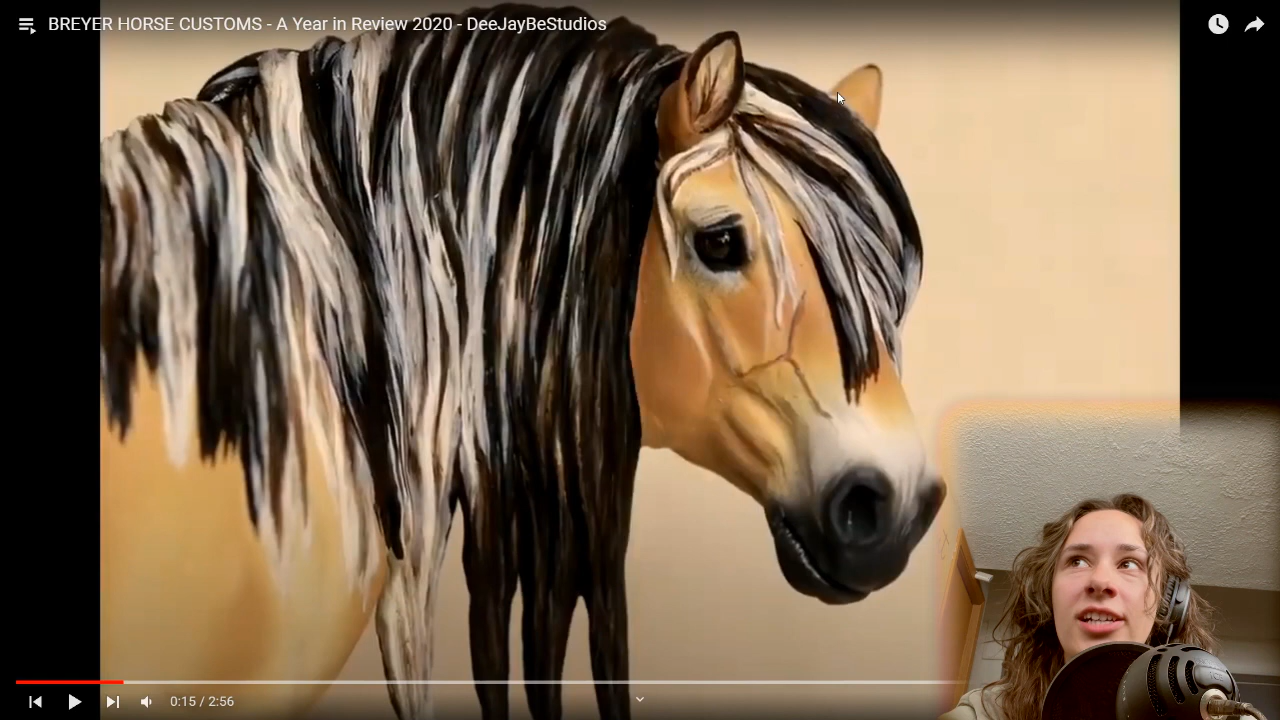 BREYER HORSE CUSTOMS - A Year in Review 2020 - DeeJayBeStudios
0:15 / 2:56